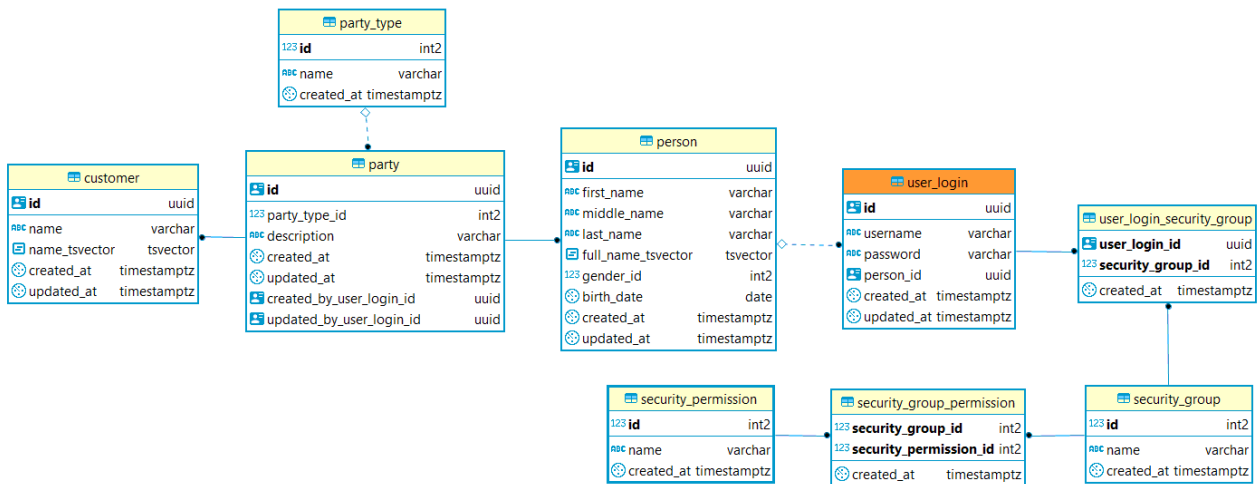 party_type
123 id int2
ABC name varchar
created_at timestamptz
customer
id uuid
ABC name varchar
name_tsvector tsvector
created_at timestamptz
updated_at timestamptz
party
id uuid
123 party_type_id int2
ABC description varchar
created_at timestamptz
updated_at timestamptz
created_by_user_login_id uuid
updated_by_user_login_id uuid
person
id uuid
ABC first_name varchar
ABC middle_name varchar
ABC last_name varchar
full_name_tsvector tsvector
123 gender_id int2
birth_date date
created_at timestamptz
updated_at timestamptz
user_login
id uuid
ABC username varchar
ABC password varchar
person_id uuid
created_at timestamptz
updated_at timestamptz
user_login_security_group
user_login_id uuid
123 security_group_id int2
created_at timestamptz
security_permission
123 id int2
ABC name varchar
created_at timestamptz
security_group_permission
123 security_group_id int2
123 security_permission_id int2
created_at timestamptz
security_group
123 id int2
ABC name varchar
created_at timestamptz